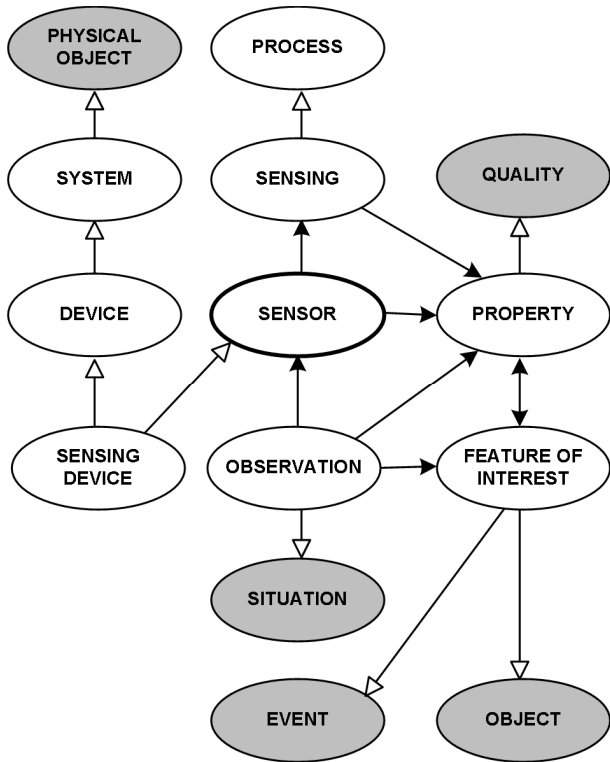 PHYSICAL
OBJECT
PROCESS
SYSTEM
SENSING
QUALITY
DEVICE
SENSOR
PROPERTY
SENSING
DEVICE
OBSERVATION
FEATURE OF
INTEREST
SITUATION
EVENT
OBJECT